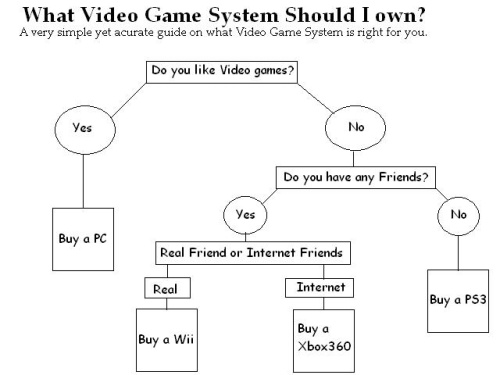 What Video Game System Should I own?
A very simple yet acurate guide on what Video Game System is right for you.
Do you like Video games?
Yes
No
Do you have any Friends?
Yes
No
Buy a PC
Real Friend or Internet Friends
Real
Internet
Buy a PS3
Buy a Wii
Buy a
Xbox360